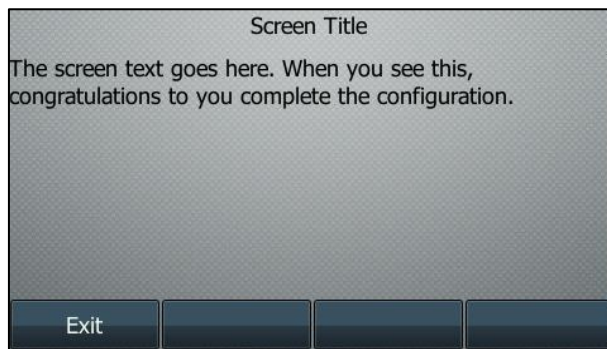 Screen Title
The screen text goes here. When you see this,
congratulations to you complete the configuration.
Exit